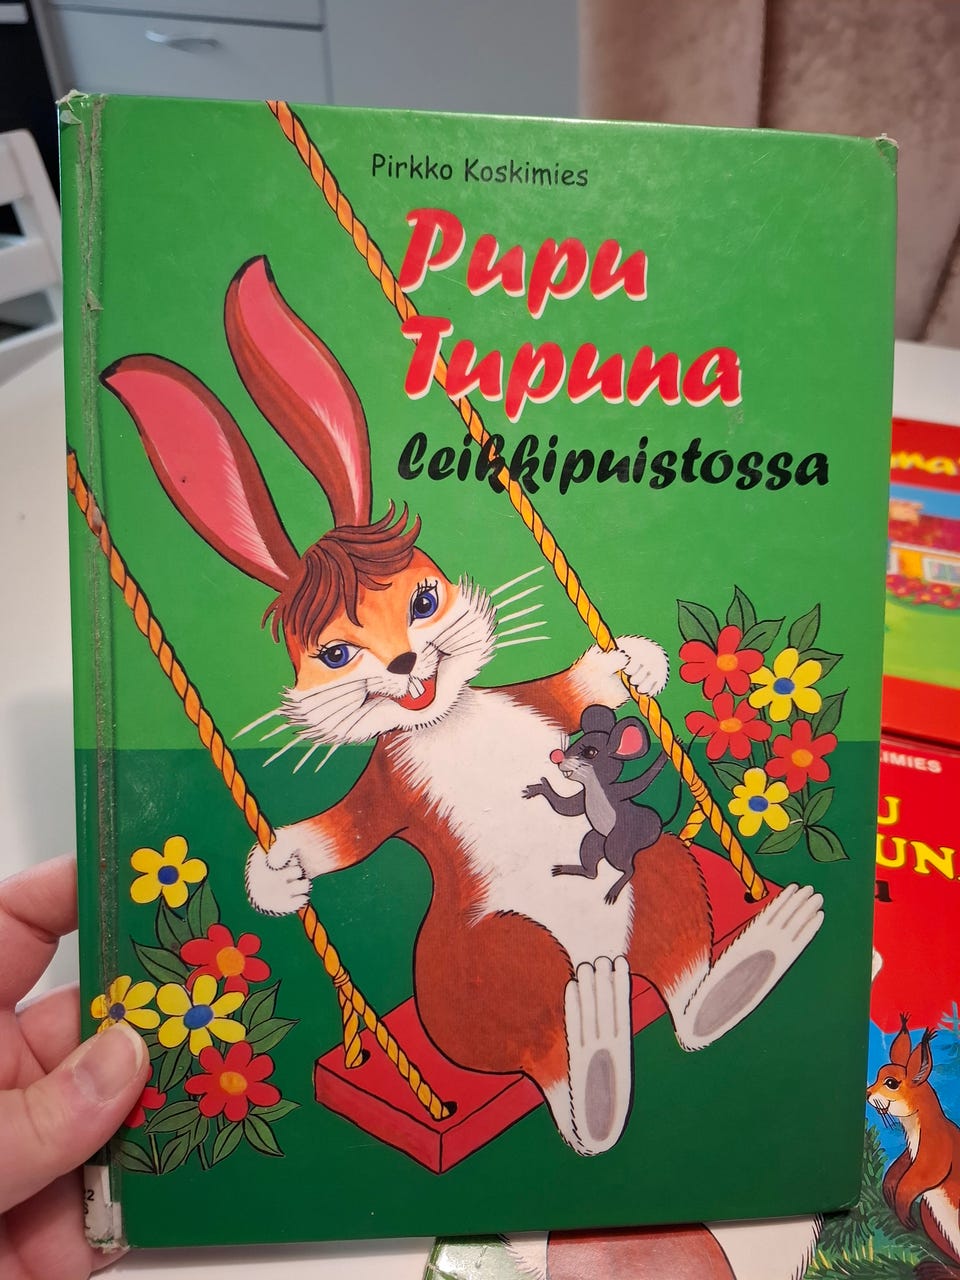 Pirkko Koskimies
Pupu
Tupuna
leikkipuistossa